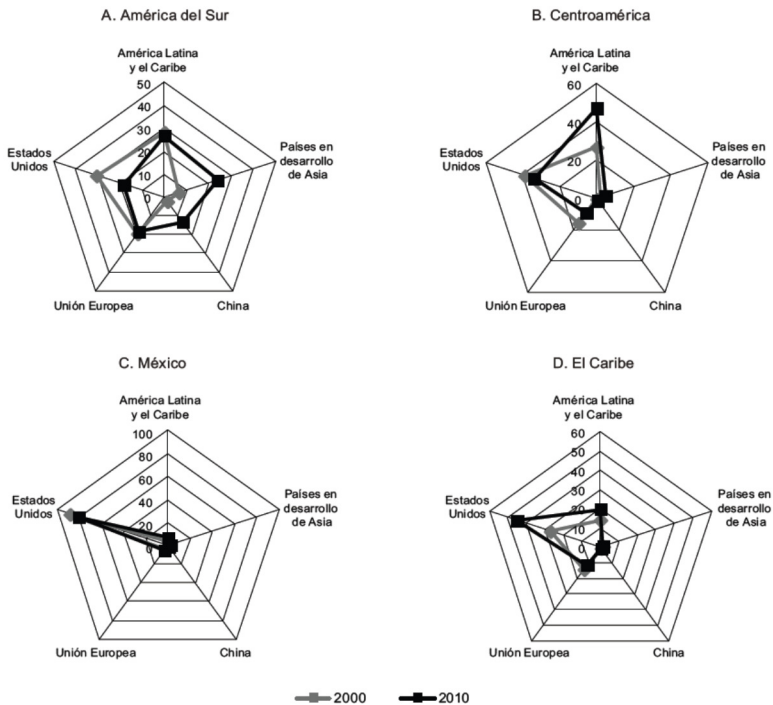 A. América del Sur
América Latina
y el Caribe
50
40
30
20
10
0
Países en
desarrollo
de Asia
China
Unión Europea
Estados
Unidos
B. Centroamérica
América Latina
y el Caribe
60
40
20
0
Países en
desarrollo
de Asia
China
Unión Europea
Estados
Unidos
C. México
América Latina
y el Caribe
100
80
60
40
20
0
Países en
desarrollo
de Asia
China
Unión Europea
Estados
Unidos
D. El Caribe
América Latina
y el Caribe
60
50
40
30
20
10
0
Países en
desarrollo
de Asia
China
Unión Europea
Estados
Unidos
2000
2010